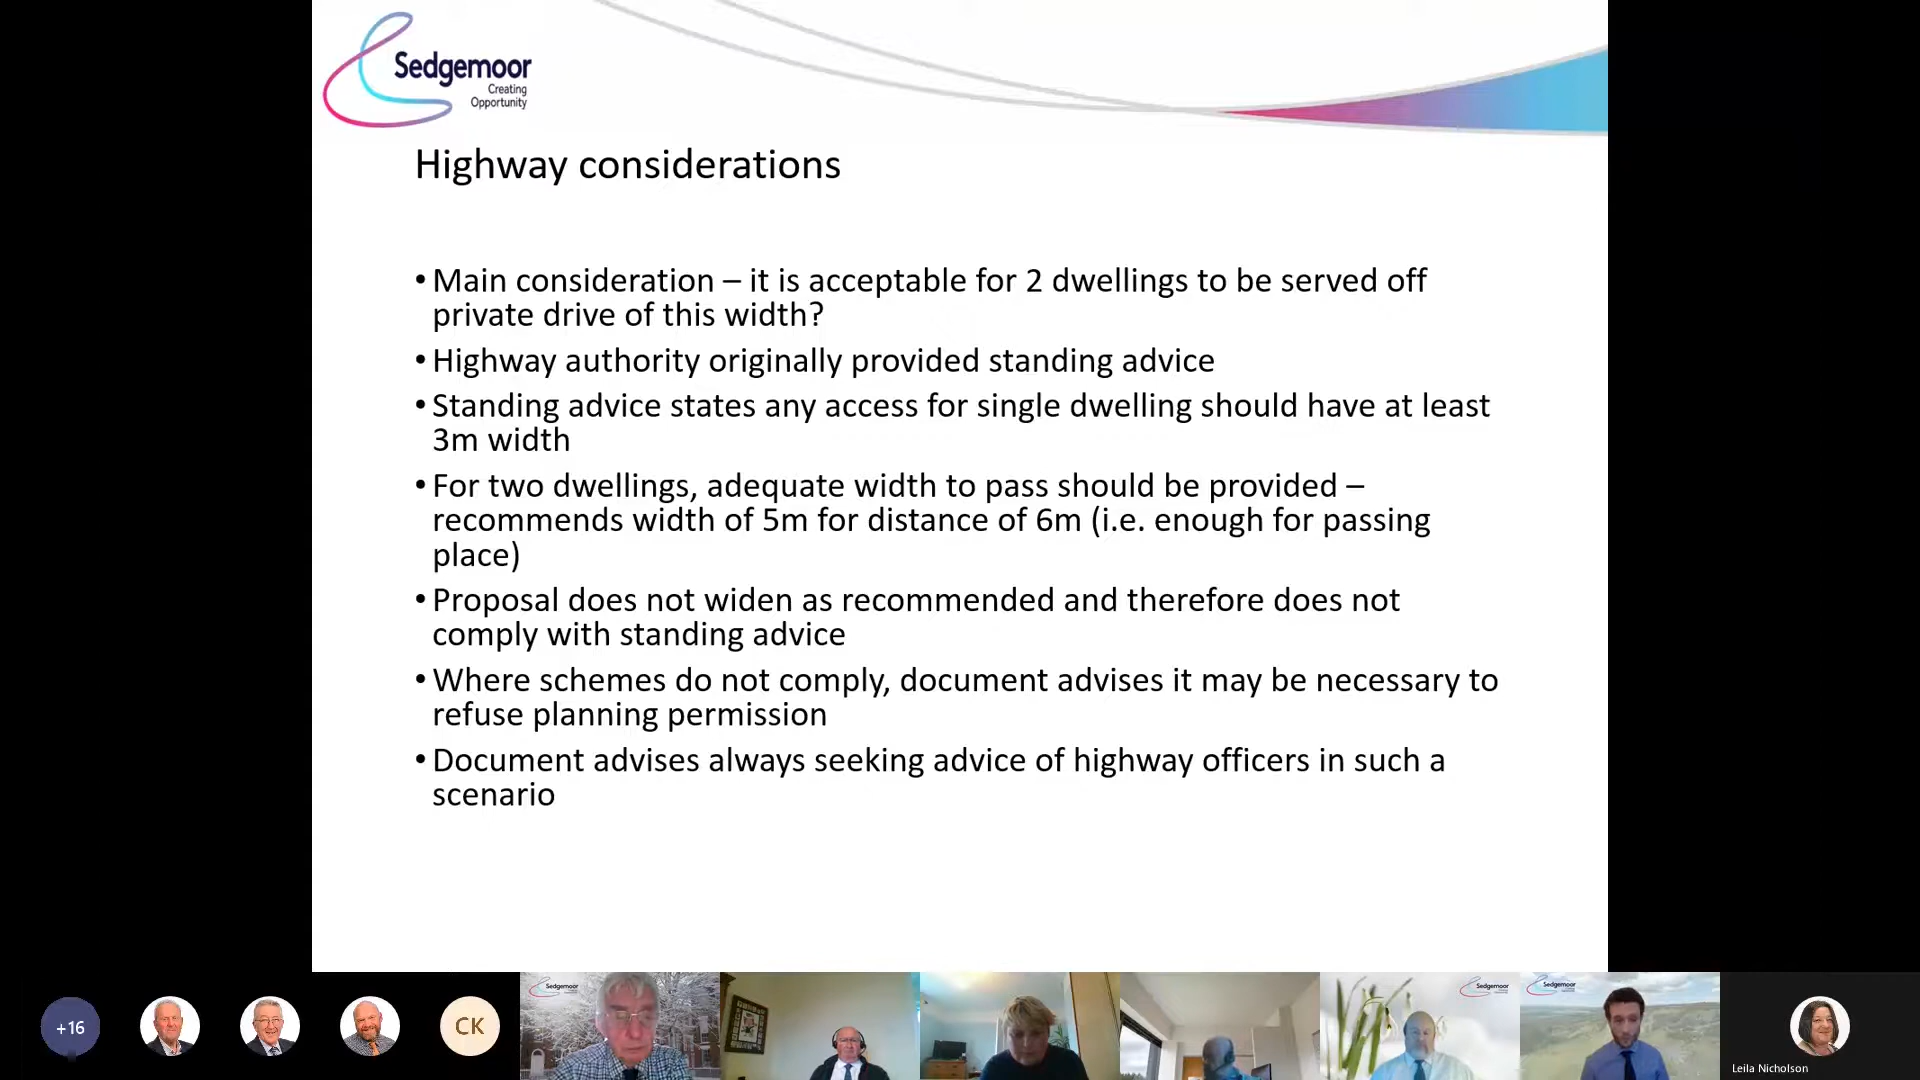 Sedgemoor
Creating
Opportunity
Highway considerations
• Main consideration – it is acceptable for 2 dwellings to be served off
private drive of this width?
• Highway authority originally provided standing advice
• Standing advice states any access for single dwelling should have at least
3m width
• For two dwellings, adequate width to pass should be provided –
recommends width of 5m for distance of 6m (i.e. enough for passing
place)
• Proposal does not widen as recommended and therefore does not
comply with standing advice
• Where schemes do not comply, document advises it may be necessary to
refuse planning permission
• Document advises always seeking advice of highway officers in such a
scenario
+16
CK
Sedgemoor
Sedgemoor
Sedgemoor
Leila Nicholson